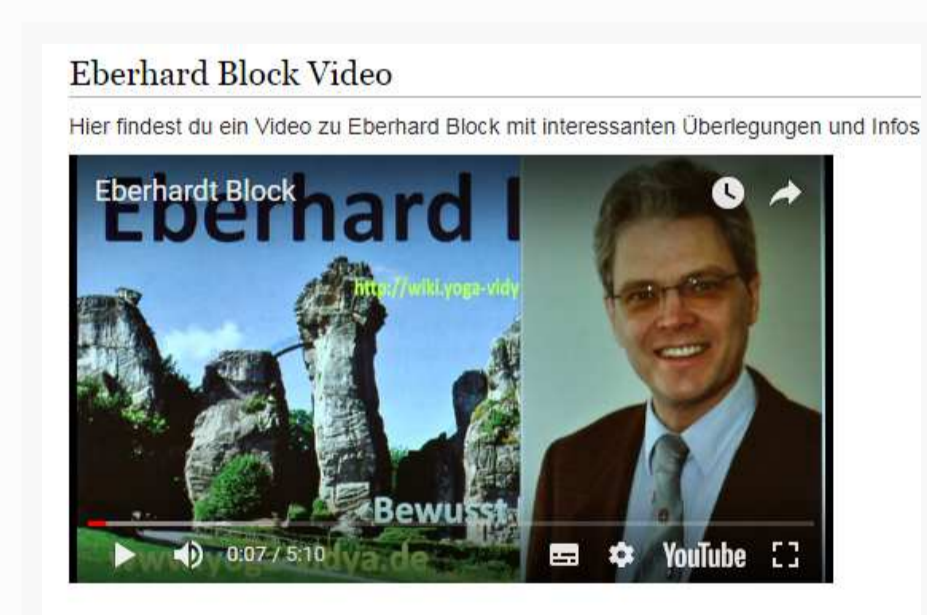 Eberhard Block Video
Hier findest du ein Video zu Eberhard Block mit interessanten Überlegungen und Infos
Eberhardt Block
Eberhard
http://wiki.yoga-vidy
Bewusst
0:07 / 5:10
YouTube